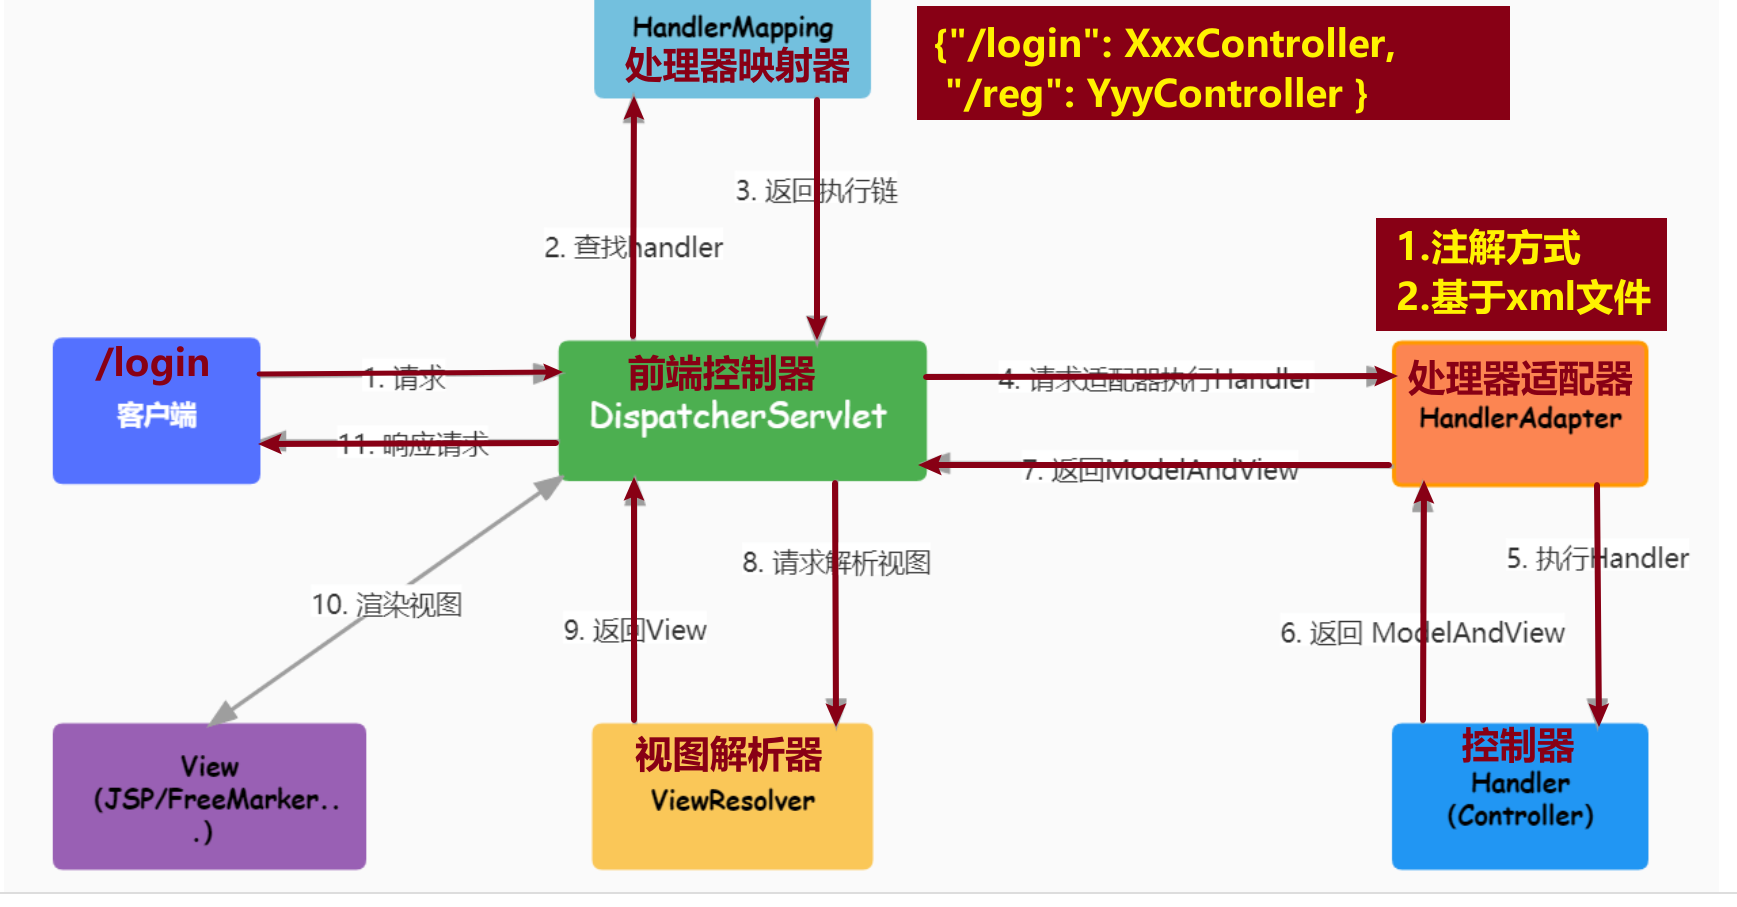 HandlerMapping
处理器映射器
{"/login": XxxController,
"/reg": YyyController }
3. 返回执行链
2. 查找handler
1.注解方式
2.基于xml文件
/login
客户端
1. 请求
11. 响应请求
前端控制器
DispatcherServlet
4. 请求适配器执行Handler
7. 返回ModelAndView
处理器适配器
HandlerAdapter
8. 请求解析视图
5. 执行Handler
10. 渲染视图
9. 返回View
6. 返回 ModelAndView
View
(JSP/FreeMarker..
.)
视图解析器
ViewResolver
控制器
Handler
(Controller)